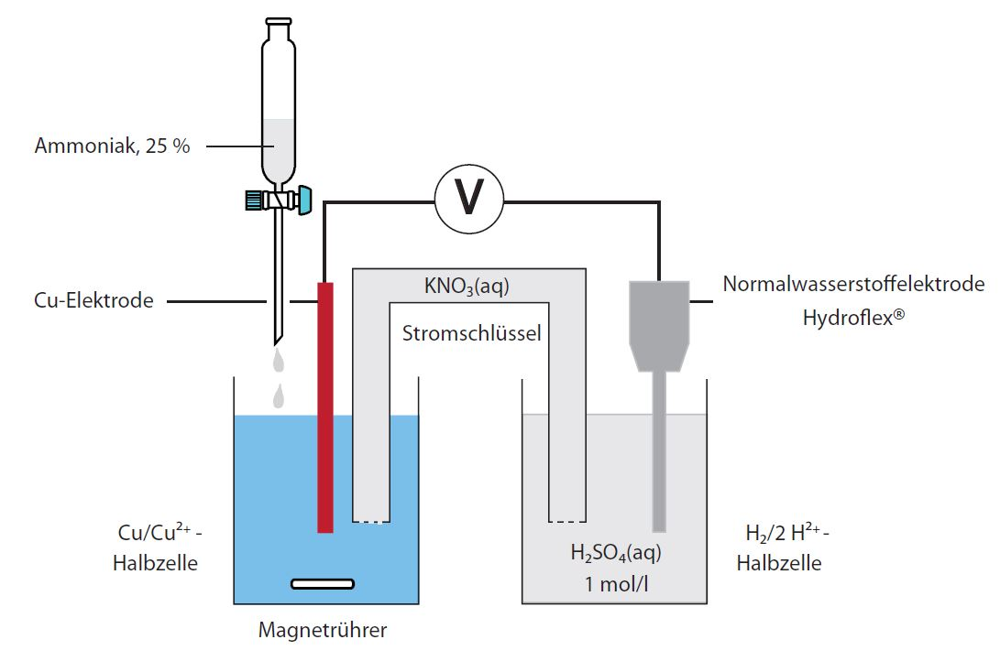 Ammoniak, 25 %
V
Cu-Elektrode
KNO₃(aq)
Stromschlüssel
Normalwasserstoffelektrode
Hydroflex®
Cu/Cu²⁺ -
Halbzelle
H₂SO₄(aq)
1 mol/l
H₂/2 H²⁺ -
Halbzelle
Magnetrührer